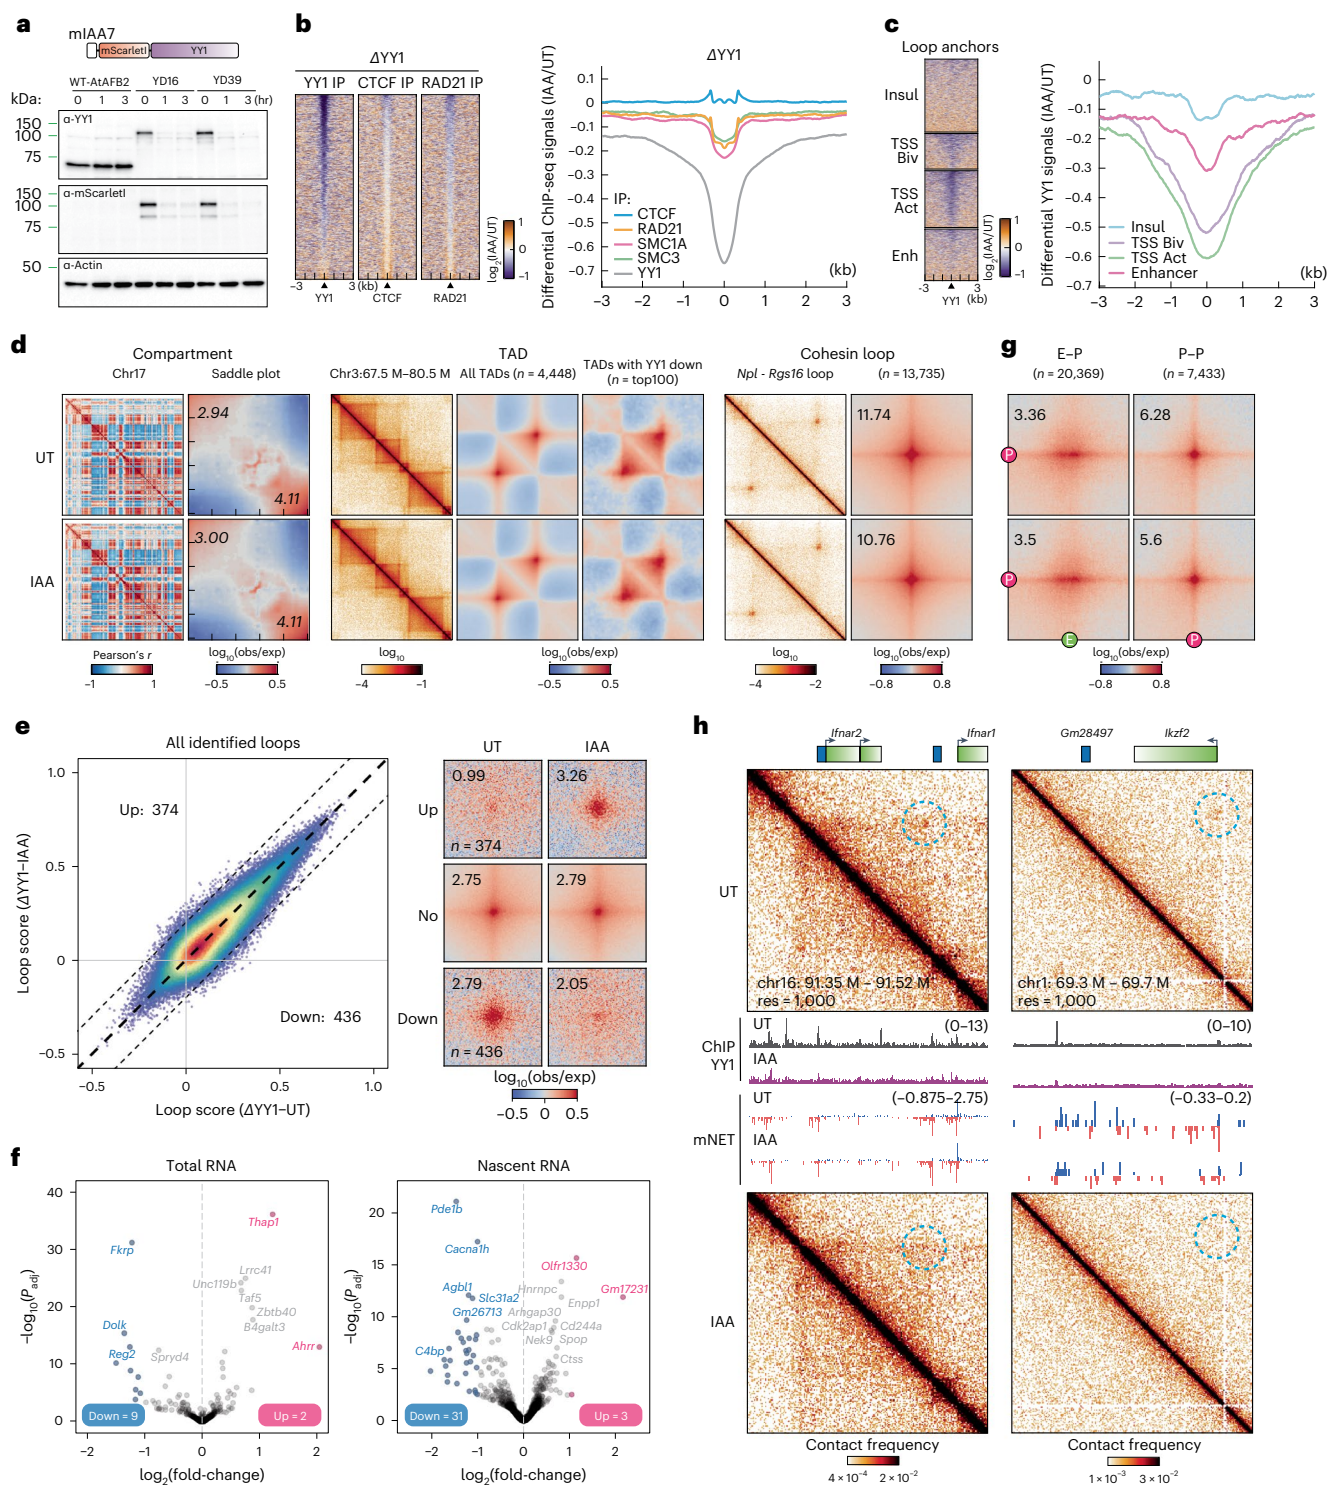 a
mIAA7
mScarletI
YY1
WT-AtAFB2 YD16 YD39
kDa: 0 1 3 0 1 3 0 1 3 (hr)
α-YY1
150
100
75
α-mScarletI
150
100
75
α-Actin
50
b
ΔYY1
YY1 IP CTCF IP RAD21 IP
−3 3 (kb)
YY1 CTCF RAD21
log2(IAA/UT)
1
0
−1
ΔYY1
Differential ChIP-seq signals (IAA/UT)
0.1
0
−0.1
−0.2
−0.3
−0.4
−0.5
−0.6
−0.7
IP:
CTCF
RAD21
SMC1A
SMC3
YY1
(kb)
−3 −2 −1 0 1 2 3
c
Loop anchors
Insul
TSS Biv
TSS Act
Enh
-3 3
YY1 (kb)
log2(IAA/UT)
1
0
−1
Differential YY1 signals (IAA/UT)
0
−0.1
−0.2
−0.3
−0.4
−0.5
−0.6
−0.7
Insul
TSS Biv
TSS Act
Enhancer
(kb)
−3 −2 −1 0 1 2 3
d
Compartment
Chr17 Saddle plot
TAD
Chr3:67.5 M–80.5 M All TADs (n = 4,448) TADs with YY1 down (n = top100)
Cohesin loop
Npl - Rgs16 loop (n = 13,735)
UT
2.94
4.11
11.74
IAA
3.00
4.11
10.76
Pearson's r
−1 1
log10(obs/exp)
−0.5 0.5
log10
−4 −1
log10(obs/exp)
−0.5 0.5
log10
−4 −2
log10(obs/exp)
−0.8 0.8
g
E–P P–P
(n = 20,369) (n = 7,433)
3.36 6.28
P
3.5 5.6
P
E P
log10(obs/exp)
−0.8 0.8
e
All identified loops
Loop score (ΔYY1–IAA)
1.0
0.5
0
−0.5
Up: 374
Down: 436
−0.5 0 0.5 1.0
Loop score (ΔYY1–UT)
UT IAA
Up
0.99 3.26
n = 374
No
2.75 2.79
Down
2.79 2.05
n = 436
log10(obs/exp)
−0.5 0 0.5
f
Total RNA
−log10(Padj)
40
30
20
10
0
Thap1
Fkrp
Lrrc41
Unc119b
Taf5
Zbtb40
B4galt3
Dolk
Reg2
Spryd4
Ahrr
Down = 9
Up = 2
−2 −1 0 1 2
log2(fold-change)
Nascent RNA
−log10(Padj)
20
15
10
5
0
Pde1b
Cacna1h
Olfr1330
Agbl1
Slc31a2
Hnrnpc
Gm17231
Enpp1
Gm26713
Arhgap30
Cdk2ap1
Cd244a
Nek9
Spop
C4bp
Ctss
Down = 31
Up = 3
−2 −1 0 1 2
log2(fold-change)
h
Ifnar2 Ifnar1
Gm28497 Ikzf2
UT
chr16: 91.35 M – 91.52 M
res = 1,000
chr1: 69.3 M – 69.7 M
res = 1,000
ChIP YY1
UT (0–13) (0–10)
IAA
mNET
UT (−0.875–2.75) (−0.33–0.2)
IAA
IAA
Contact frequency
4 × 10−4 2 × 10−2
Contact frequency
1 × 10−3 3 × 10−2